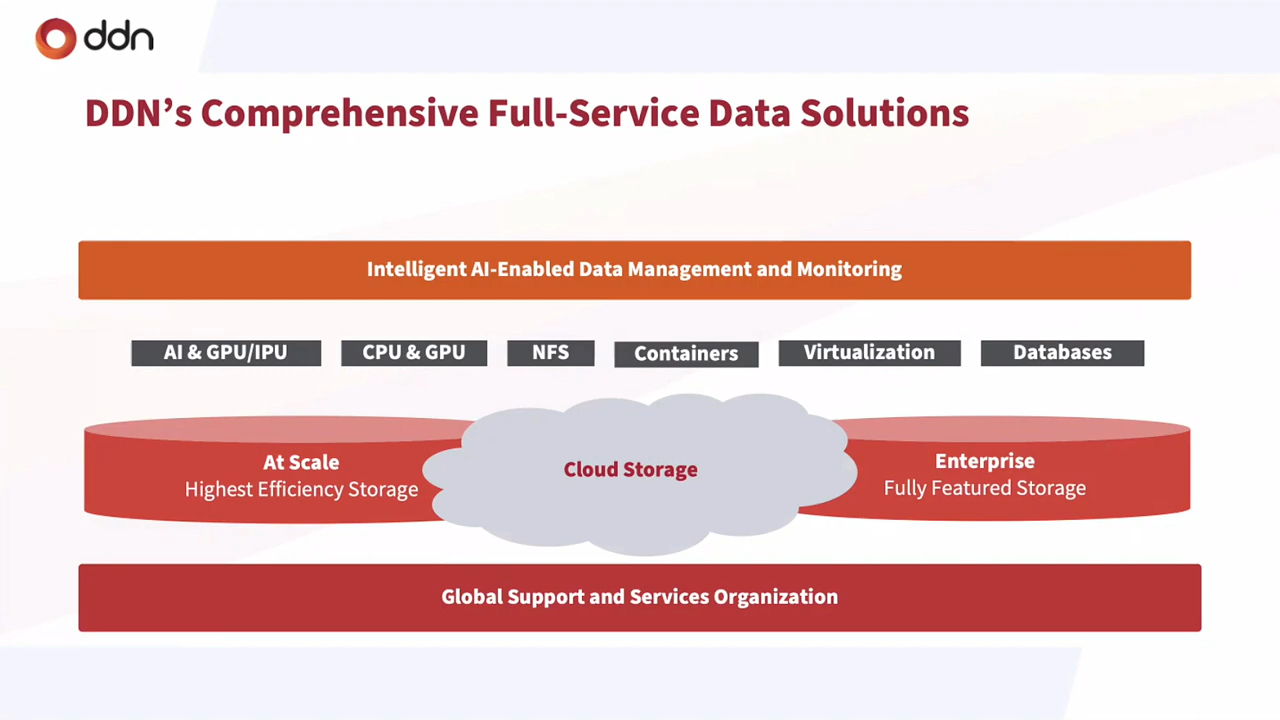 ddn
DDN’s Comprehensive Full-Service Data Solutions
Intelligent AI-Enabled Data Management and Monitoring
AI & GPU/IPU
CPU & GPU
NFS
Containers
Virtualization
Databases
At Scale
Highest Efficiency Storage
Cloud Storage
Enterprise
Fully Featured Storage
Global Support and Services Organization